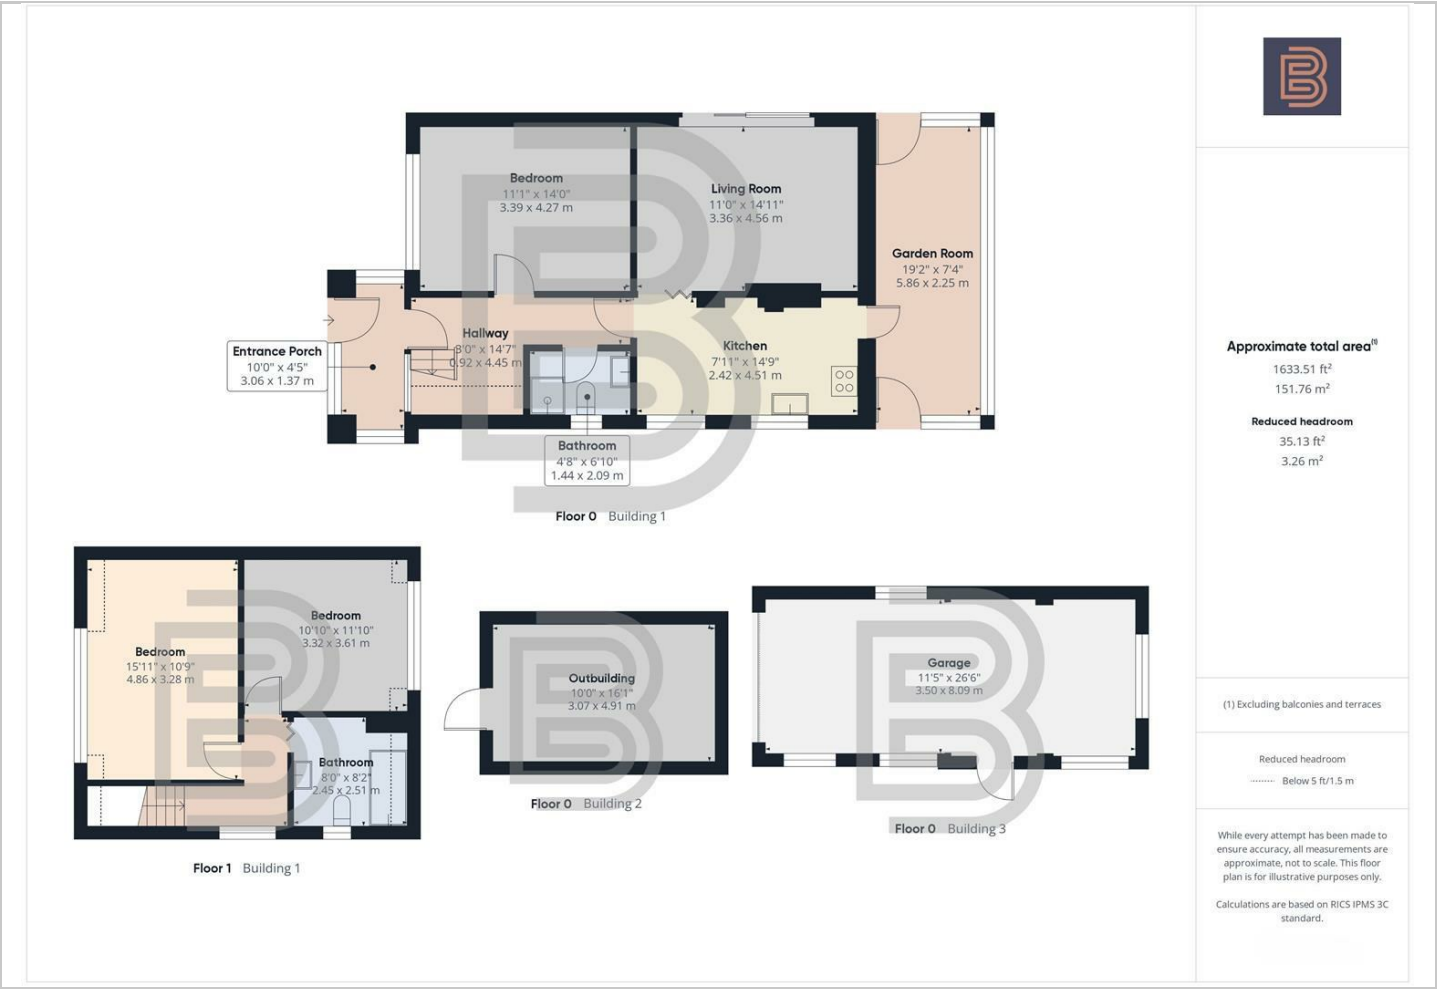 Bedroom
11'1" x 14'0"
3.39 x 4.27 m
Living Room
11'0" x 14'11"
3.36 x 4.56 m
Garden Room
19'2" x 7'4"
5.86 x 2.25 m
Entrance Porch
10'0" x 4'5"
3.06 x 1.37 m
Hallway
3'0" x 14'7"
0.92 x 4.45 m
Kitchen
7'11" x 14'9"
2.42 x 4.51 m
Bathroom
4'8" x 6'10"
1.44 x 2.09 m
Floor 0 Building 1
Bedroom
15'11" x 10'9"
4.86 x 3.28 m
Bedroom
10'10" x 11'10"
3.32 x 3.61 m
Bathroom
8'0" x 8'2"
2.45 x 2.51 m
Floor 1 Building 1
Outbuilding
10'0" x 16'1"
3.07 x 4.91 m
Floor 0 Building 2
Garage
11'5" x 26'6"
3.50 x 8.09 m
Floor 0 Building 3
B
Approximate total area(1)
1633.51 ft²
151.76 m²
Reduced headroom
35.13 ft²
3.26 m²
(1) Excluding balconies and terraces
Reduced headroom
Below 5 ft/1.5 m
While every attempt has been made to
ensure accuracy, all measurements are
approximate, not to scale. This floor
plan is for illustrative purposes only.
Calculations are based on RICS IPMS 3C
standard.